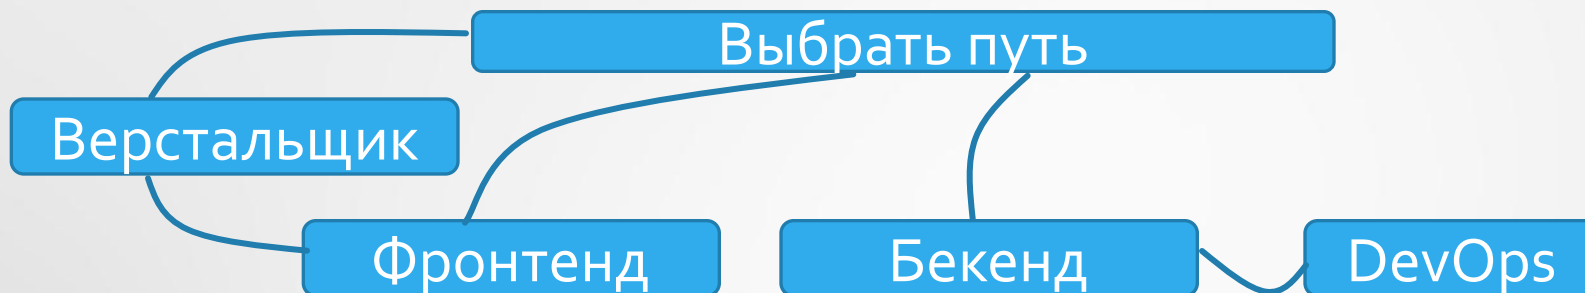 Выбрать путь
Верстальщик
Фронтенд
Бекенд
DevOps